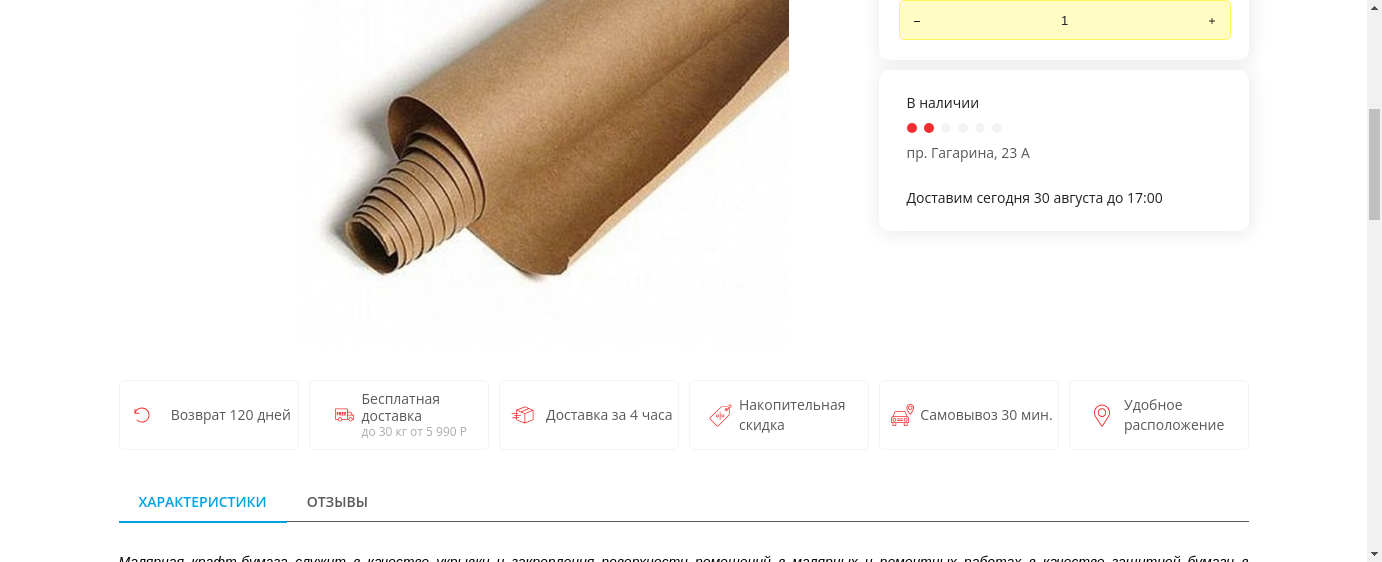 – 1 +
В наличии
пр. Гагарина, 23 А
Доставим сегодня 30 августа до 17:00
Возврат 120 дней
Бесплатная
доставка
до 30 кг от 5 990 Р
Доставка за 4 часа
Накопительная
скидка
Самовывоз 30 мин.
Удобное
расположение
ХАРАКТЕРИСТИКИ ОТЗЫВЫ
Малярная крафт-бумага служит в качестве укрывки и закрепления поверхности помещений в малярных и ремонтных работах в качестве защитной бумаги в